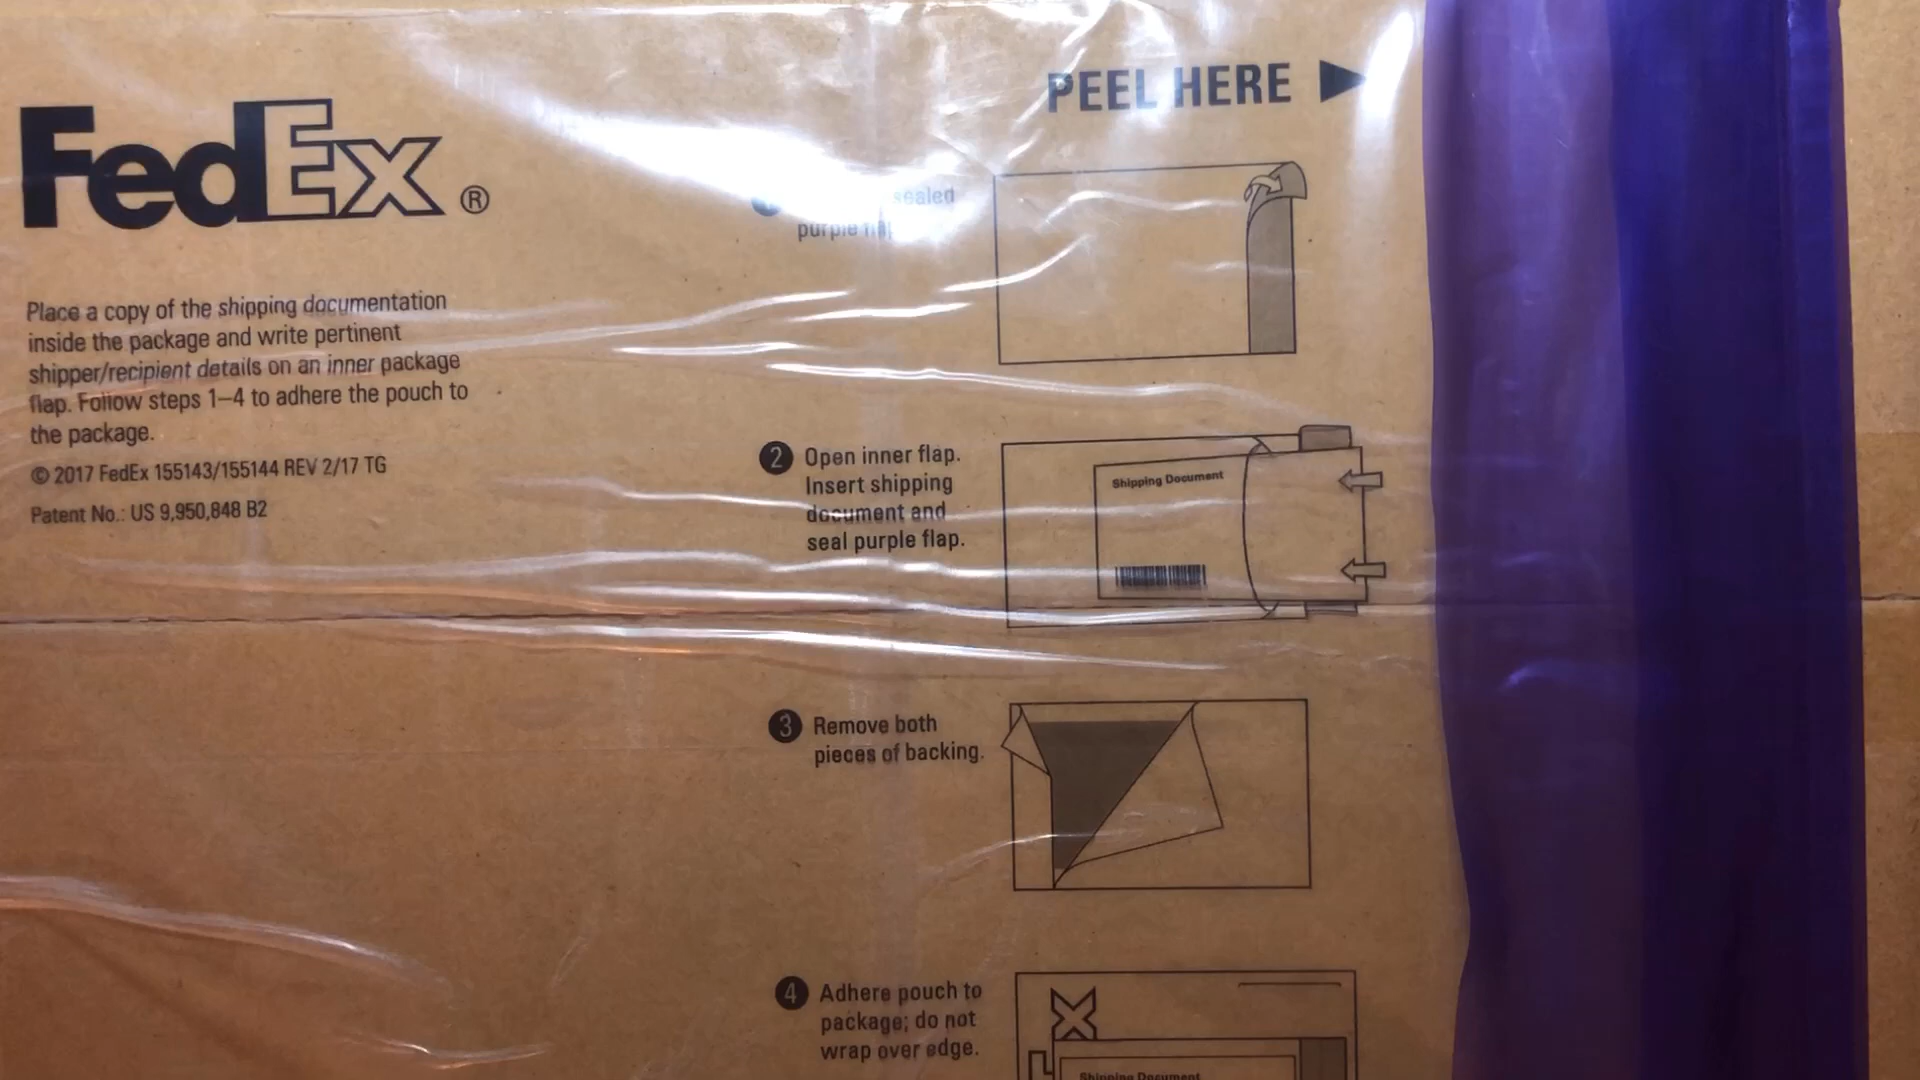 FedEx®
PEEL HERE
sealed
purple
Place a copy of the shipping documentation
inside the package and write pertinent
shipper/recipient details on an inner package
flap. Follow steps 1–4 to adhere the pouch to
the package.
© 2017 FedEx 155143/155144 REV 2/17 TG
Patent No.: US 9,950,848 B2
2 Open inner flap.
Insert shipping
document and
seal purple flap.
Shipping Document
3 Remove both
pieces of backing.
4 Adhere pouch to
package; do not
wrap over edge.
Shipping Document